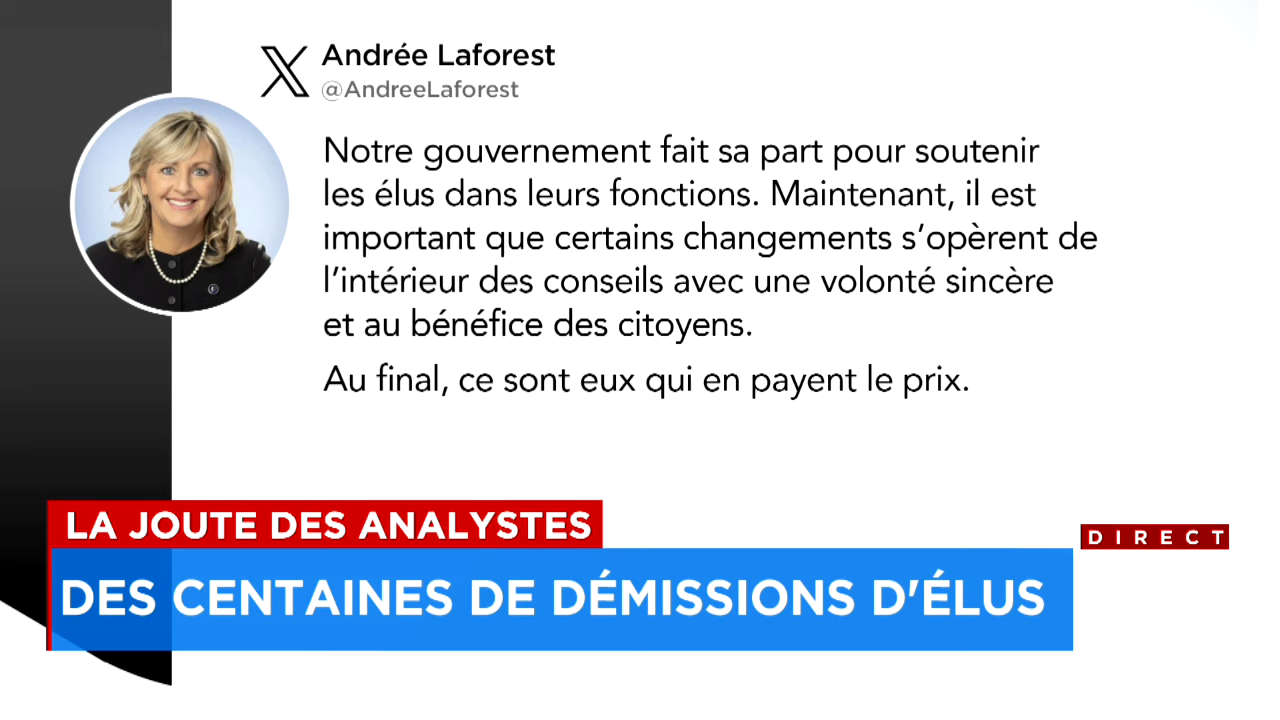 Andrée Laforest
@AndreeLaforest
Notre gouvernement fait sa part pour soutenir
les élus dans leurs fonctions. Maintenant, il est
important que certains changements s’opèrent de
l’intérieur des conseils avec une volonté sincère
et au bénéfice des citoyens.
Au final, ce sont eux qui en payent le prix.
LA JOUTE DES ANALYSTES
DIRECT
DES CENTAINES DE DÉMISSIONS D'ÉLUS